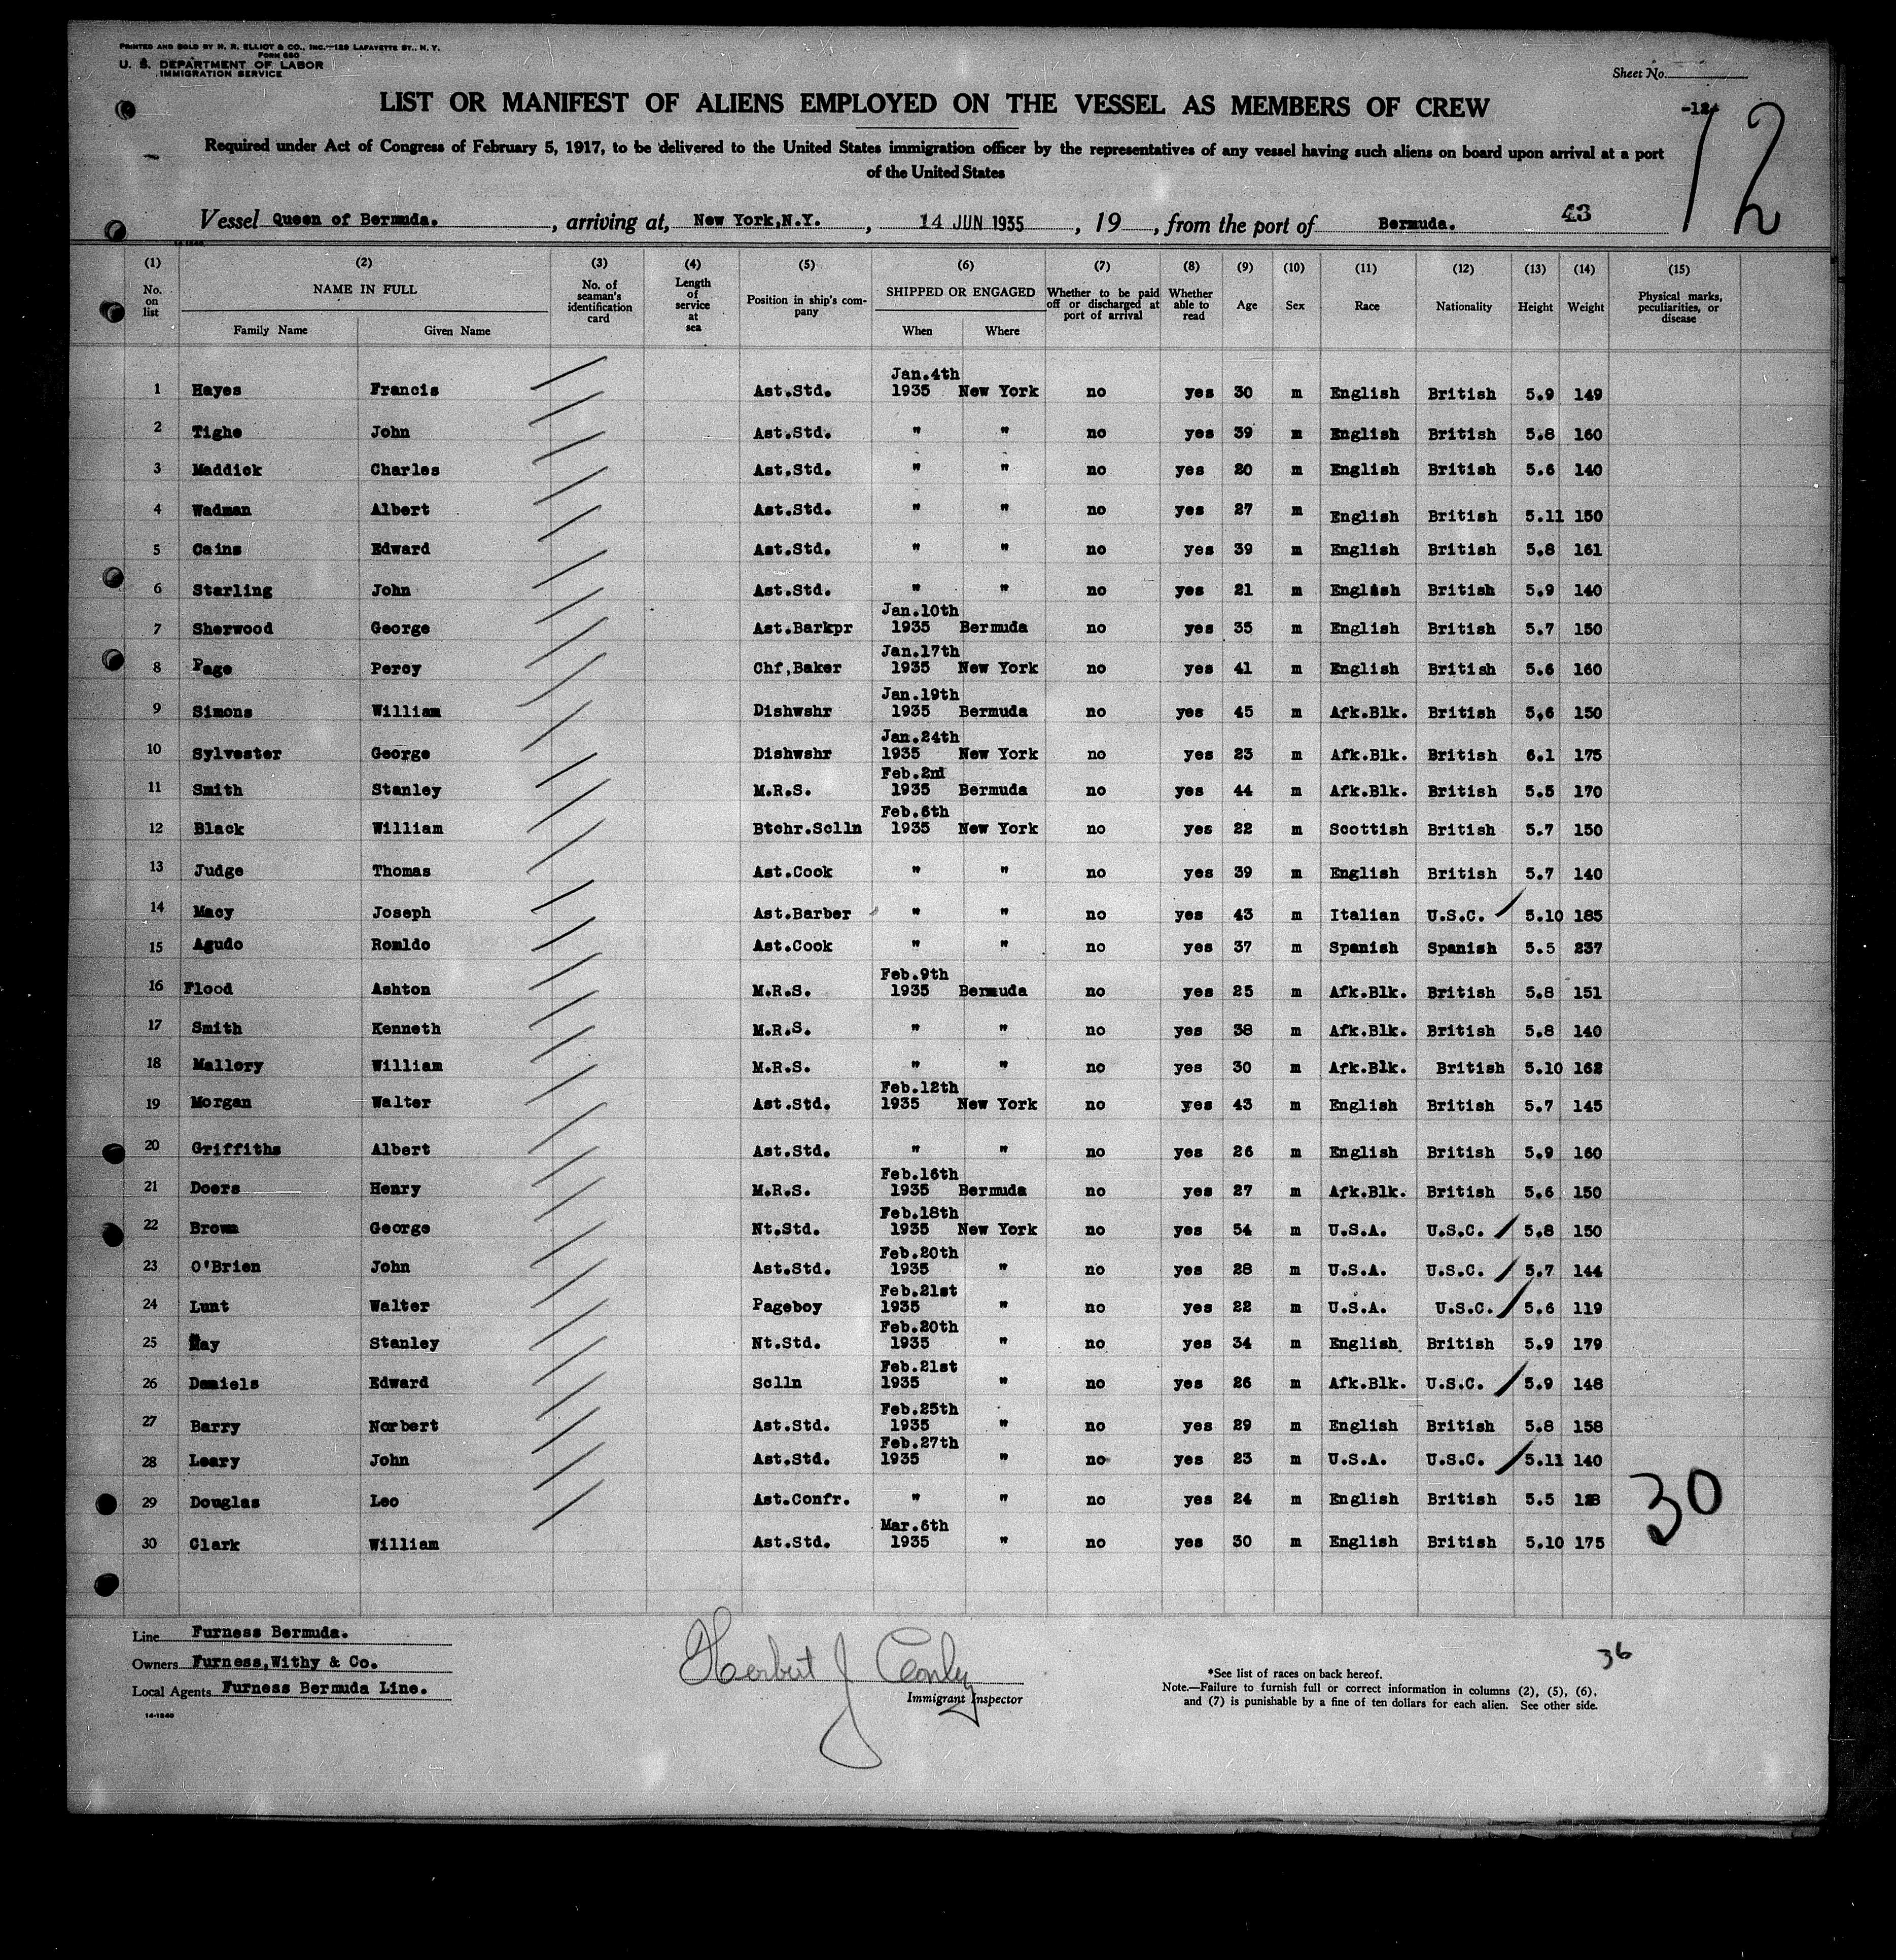 PRINTED AND SOLD BY H. R. ELLIOT & CO., INC.—129 LAFAYETTE ST., N. Y.
FORM 680
U. S. DEPARTMENT OF LABOR
IMMIGRATION SERVICE
Sheet No.
LIST OR MANIFEST OF ALIENS EMPLOYED ON THE VESSEL AS MEMBERS OF CREW
12
Required under Act of Congress of February 5, 1917, to be delivered to the United States immigration officer by the representatives of any vessel having such aliens on board upon arrival at a port
of the United States
43
Vessel Queen of Bermuda. , arriving at, New York,N.Y. , 14 JUN 1935 , 19 , from the port of Bermuda.
(1) (2) (3) (4) (5) (6) (7) (8) (9) (10) (11) (12) (13) (14) (15)
No. on list NAME IN FULL Family Name Given Name No. of seaman's identification card Length of service at sea Position in ship's company SHIPPED OR ENGAGED When Where Whether to be paid off or discharged at port of arrival Whether able to read Age Sex Race Nationality Height Weight Physical marks, peculiarities, or disease
1 Hayes Francis Ast.Std. Jan.4th 1935 New York no yes 30 m English British 5.9 149
2 Tighe John Ast.Std. " " no yes 39 m English British 5.8 160
3 Maddick Charles Ast.Std. " " no yes 20 m English British 5.6 140
4 Wadman Albert Ast.Std. " " no yes 27 m English British 5.11 150
5 Cains Edward Ast.Std. " " no yes 39 m English British 5.8 161
6 Starling John Ast.Std. " " no yes 21 m English British 5.9 140
7 Sherwood George Ast.Barkpr Jan.10th 1935 Bermuda no yes 35 m English British 5.7 150
8 Page Percy Chf,Baker Jan.17th 1935 New York no yes 41 m English British 5.6 160
9 Simons William Dishwshr Jan.19th 1935 Bermuda no yes 45 m Afk.Blk. British 5,6 150
10 Sylvester George Dishwshr Jan.24th 1935 New York no yes 23 m Afk.Blk. British 6.1 175
11 Smith Stanley M.R.S. Feb.2nd 1935 Bermuda no yes 44 m Afk.Blk. British 5.5 170
12 Black William Btchr.Sclln Feb.6th 1935 New York no yes 22 m Scottish British 5.7 150
13 Judge Thomas Ast.Cook " " no yes 39 m English British 5.7 140
14 Macy Joseph Ast.Barber " " no yes 43 m Italian U.S.C. 5.10 185
15 Agudo Romldo Ast.Cook " " no yes 37 m Spanish Spanish 5.5 237
16 Flood Ashton M.R.S. Feb.9th 1935 Bermuda no yes 25 m Afk.Blk. British 5.8 151
17 Smith Kenneth M.R.S. " " no yes 38 m Afk.Blk. British 5.8 140
18 Mallory William M.R.S. " " no yes 30 m Afk.Blk. British 5.10 162
19 Morgan Walter Ast.Std. Feb.12th 1935 New York no yes 43 m English British 5.7 145
20 Griffiths Albert Ast.Std. " " no yes 26 m English British 5.9 160
21 Doers Henry M.R.S. Feb.16th 1935 Bermuda no yes 27 m Afk.Blk. British 5.6 150
22 Brown George Nt.Std. Feb.18th 1935 New York no yes 54 m U.S.A. U.S.C. 5.8 150
23 O'Brien John Ast.Std. Feb.20th 1935 " no yes 28 m U.S.A. U.S.C. 5.7 144
24 Lunt Walter Pageboy Feb.21st 1935 " no yes 22 m U.S.A. U.S.C. 5.6 119
25 May Stanley Nt.Std. Feb.20th 1935 " no yes 34 m English British 5.9 179
26 Daniels Edward Sclln Feb.21st 1935 " no yes 26 m Afk.Blk. U.S.C. 5.9 148
27 Barry Norbert Ast.Std. Feb.25th 1935 " no yes 29 m English British 5.8 158
28 Leary John Ast.Std. Feb.27th 1935 " no yes 23 m U.S.A. U.S.C. 5.11 140
29 Douglas Leo Ast.Confr. " " no yes 24 m English British 5.5
30 Clark William Ast.Std. Mar.6th 1935 " no yes 30 m English British 5.10 175
30
Line Furness Bermuda.
Owners Furness,Withy & Co.
Local Agents Furness Bermuda Line.
14-1240
Herbert J Conly
Immigrant Inspector
36
*See list of races on back hereof.
Note.—Failure to furnish full or correct information in columns (2), (5), (6),
and (7) is punishable by a fine of ten dollars for each alien. See other side.